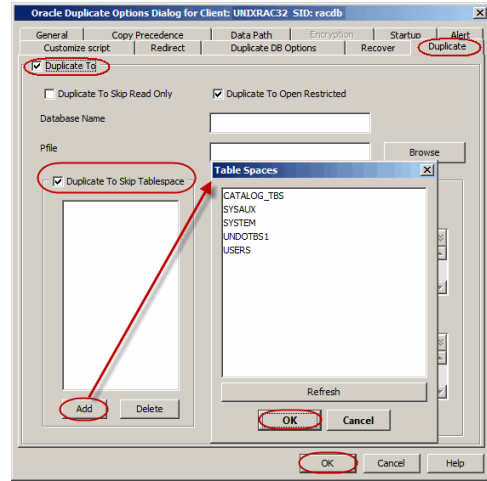 Oracle Duplicate Options Dialog for Client: UNIXRAC32 SID: racdb
General Copy Precedence Data Path Encryption Startup Alert
Customize script Redirect Duplicate DB Options Recover Duplicate
Duplicate To
Duplicate To Skip Read Only Duplicate To Open Restricted
Database Name
Pfile Browse
Table Spaces
Duplicate To Skip Tablespace
CATALOG_TBS
SYSAUX
SYSTEM
UNDOTBS1
USERS
Refresh
Add Delete
OK Cancel
OK Cancel Help